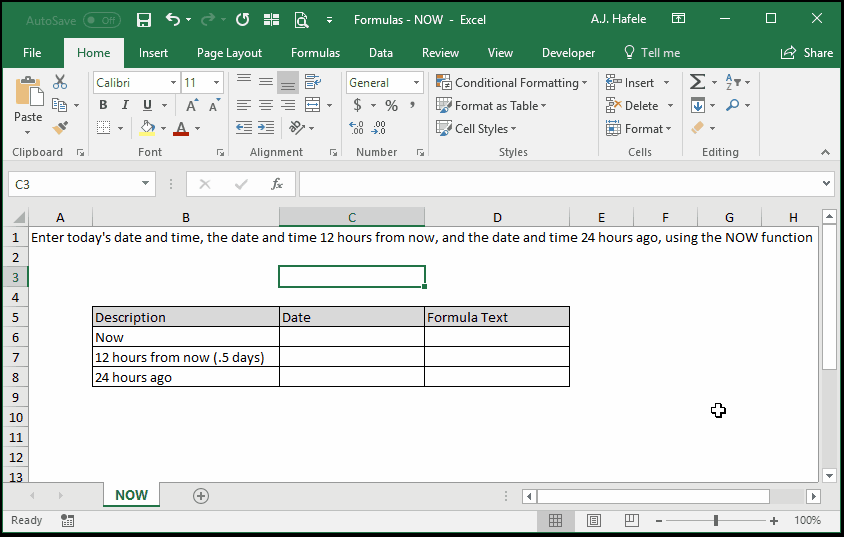 AutoSave Off Formulas - NOW - Excel A.J. Hafele
File Home Insert Page Layout Formulas Data Review View Developer Tell me Share
Calibri 11 General Conditional Formatting Insert
Paste B I U A A $ % , Format as Table Delete
A .00 .0 Cell Styles Format
Clipboard Font Alignment Number Styles Cells Editing
C3 fx
A B C D E F G H
1 Enter today's date and time, the date and time 12 hours from now, and the date and time 24 hours ago, using the NOW function
2
3
4
5 Description Date Formula Text
6 Now
7 12 hours from now (.5 days)
8 24 hours ago
9
10
11
12
13
NOW
Ready 100%